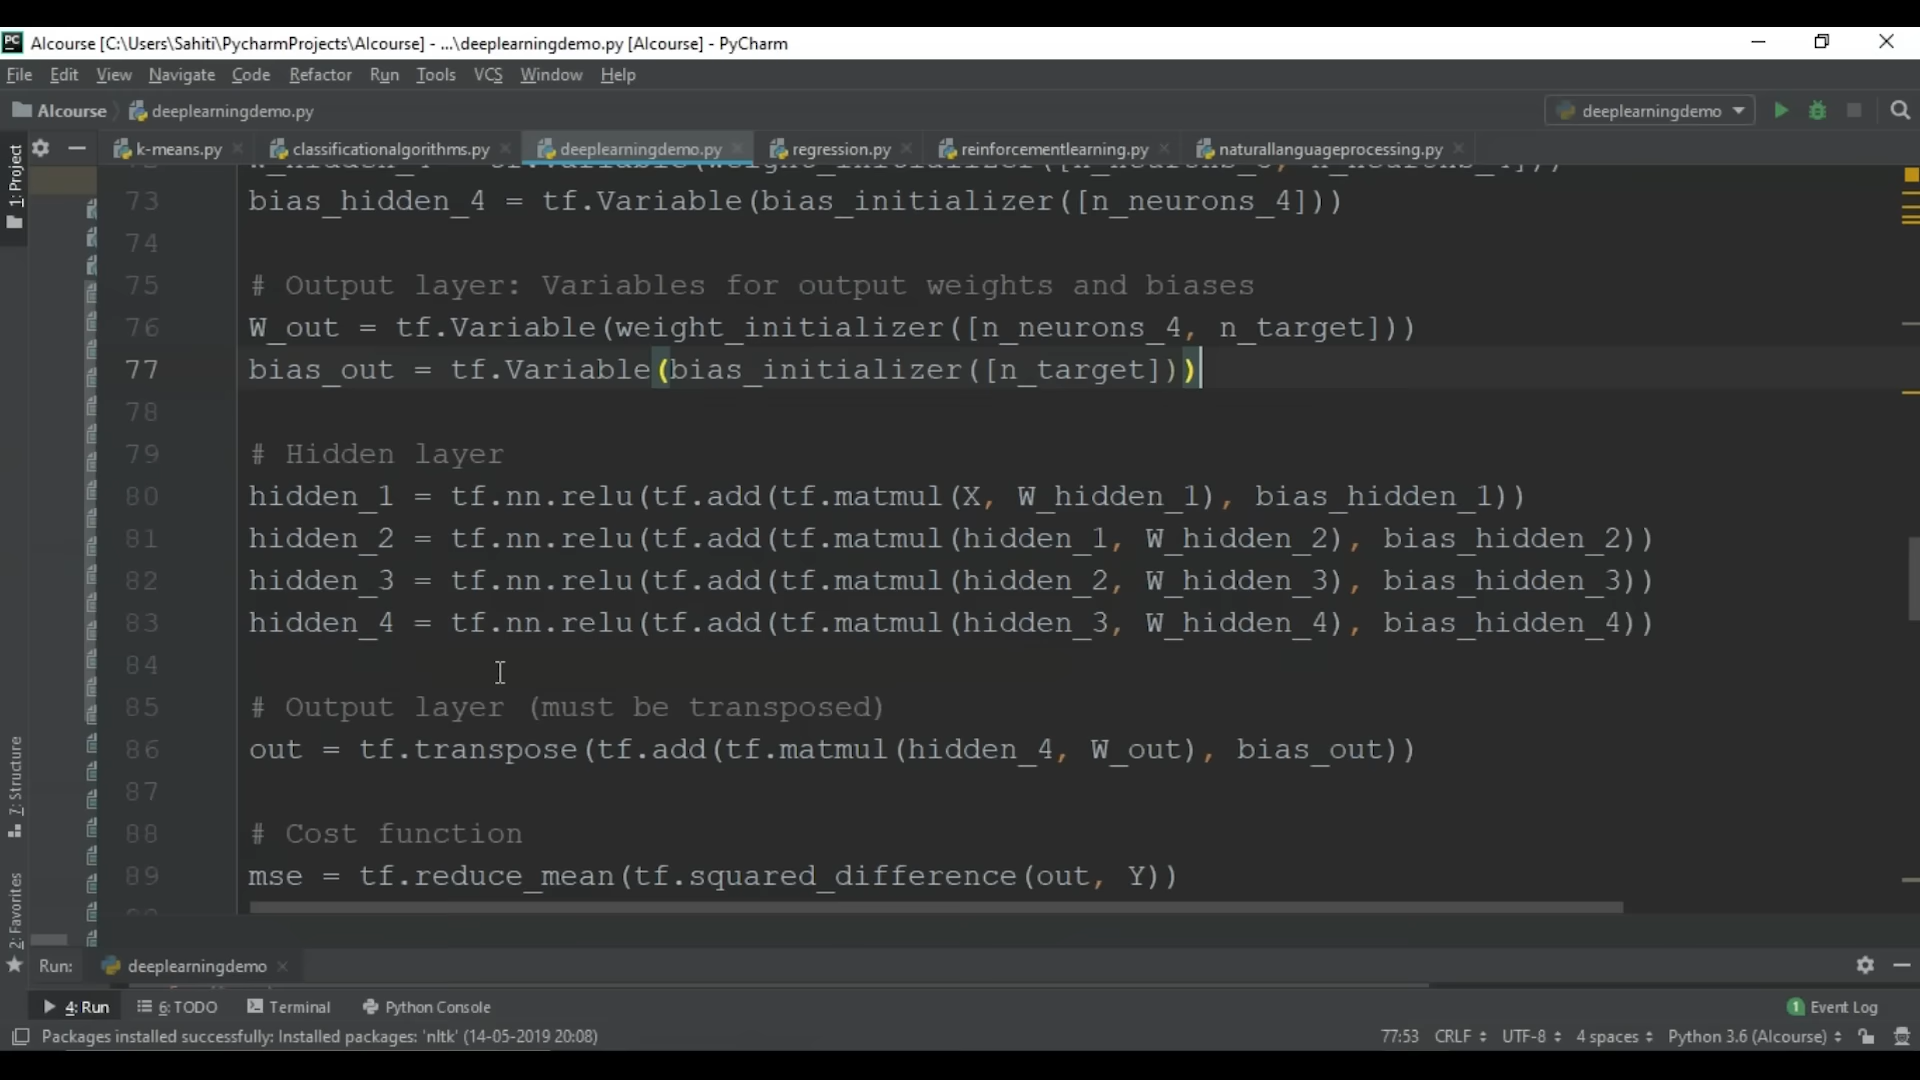 PC Alcourse [C:\Users\Sahiti\PycharmProjects\Alcourse] - ...\deeplearningdemo.py [Alcourse] - PyCharm
File Edit View Navigate Code Refactor Run Tools VCS Window Help
Alcourse deeplearningdemo.py deeplearningdemo
1: Project
k-means.py classificationalgorithms.py deeplearningdemo.py regression.py reinforcementlearning.py naturallanguageprocessing.py
73 bias_hidden_4 = tf.Variable(bias_initializer([n_neurons_4]))
74
75 # Output layer: Variables for output weights and biases
76 W_out = tf.Variable(weight_initializer([n_neurons_4, n_target]))
77 bias_out = tf.Variable(bias_initializer([n_target]))
78
79 # Hidden layer
80 hidden_1 = tf.nn.relu(tf.add(tf.matmul(X, W_hidden_1), bias_hidden_1))
81 hidden_2 = tf.nn.relu(tf.add(tf.matmul(hidden_1, W_hidden_2), bias_hidden_2))
82 hidden_3 = tf.nn.relu(tf.add(tf.matmul(hidden_2, W_hidden_3), bias_hidden_3))
83 hidden_4 = tf.nn.relu(tf.add(tf.matmul(hidden_3, W_hidden_4), bias_hidden_4))
84
85 # Output layer (must be transposed)
86 out = tf.transpose(tf.add(tf.matmul(hidden_4, W_out), bias_out))
87
88 # Cost function
89 mse = tf.reduce_mean(tf.squared_difference(out, Y))
7: Structure
2: Favorites
Run: deeplearningdemo
4: Run 6: TODO Terminal Python Console 1 Event Log
Packages installed successfully: Installed packages: 'nltk' (14-05-2019 20:08) 77:53 CRLF UTF-8 4 spaces Python 3.6 (Alcourse)